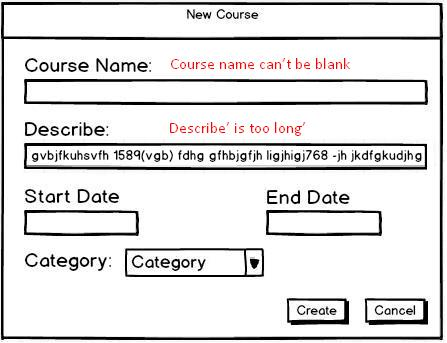 New Course
Course Name: Course name can't be blank
Describe: Describe' is too long'
gvbjfkuhsvfh 1589(vgb) fdhg gfhbjgfjh ligjhigj768 -jh jkdfgkudjhg
Start Date End Date
Category: Category
Create Cancel